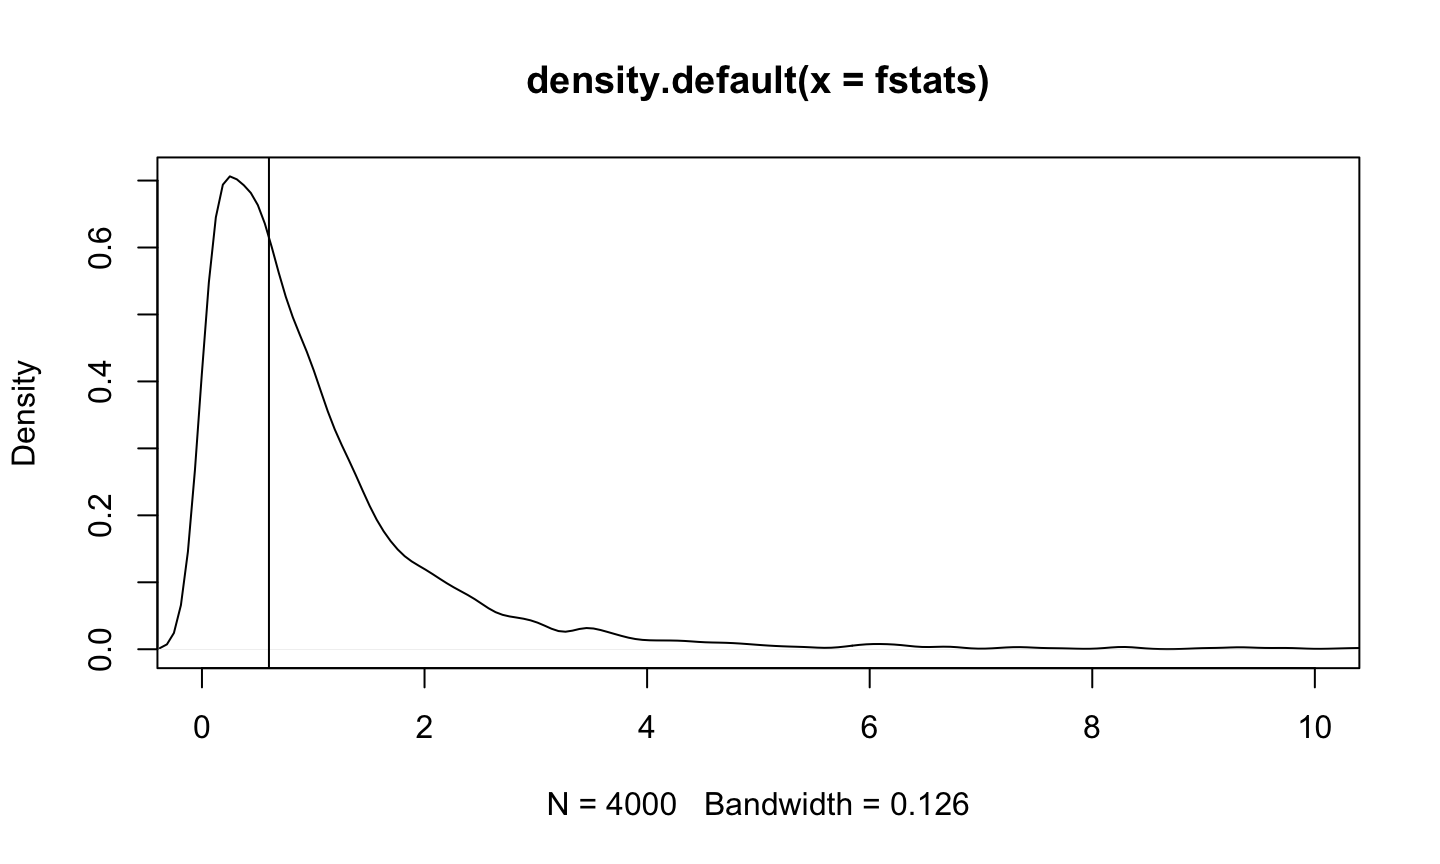 density.default(x = fstats)
Density
0.0 0.2 0.4 0.6
0 2 4 6 8 10
N = 4000 Bandwidth = 0.126